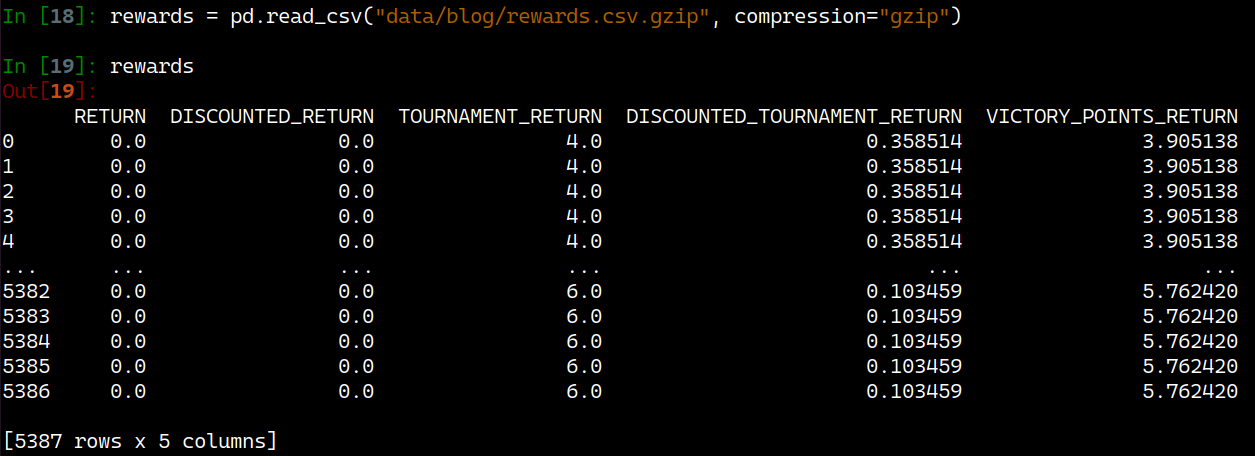 In [18]: rewards = pd.read_csv("data/blog/rewards.csv.gzip", compression="gzip")
In [19]: rewards
Out[19]:
RETURN DISCOUNTED_RETURN TOURNAMENT_RETURN DISCOUNTED_TOURNAMENT_RETURN VICTORY_POINTS_RETURN
0 0.0 0.0 4.0 0.358514 3.905138
1 0.0 0.0 4.0 0.358514 3.905138
2 0.0 0.0 4.0 0.358514 3.905138
3 0.0 0.0 4.0 0.358514 3.905138
4 0.0 0.0 4.0 0.358514 3.905138
... ... ... ... ... ...
5382 0.0 0.0 6.0 0.103459 5.762420
5383 0.0 0.0 6.0 0.103459 5.762420
5384 0.0 0.0 6.0 0.103459 5.762420
5385 0.0 0.0 6.0 0.103459 5.762420
5386 0.0 0.0 6.0 0.103459 5.762420
[5387 rows x 5 columns]